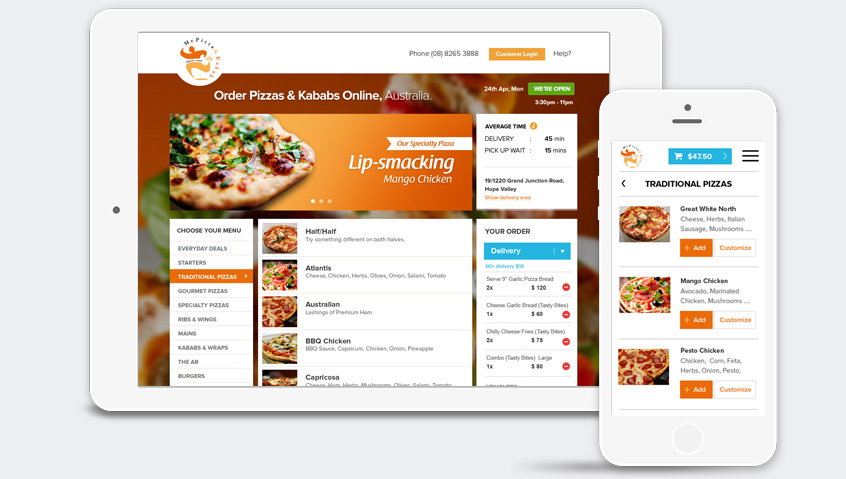 Mr Pizza & Kabab
Phone (08) 8265 3888
Customer Login
Help?
Order Pizzas & Kababs Online, Australia.
24th Apr, Mon
WE'RE OPEN
3:30pm - 11pm
Our Specialty Pizza
Lip-smacking
Mango Chicken
AVERAGE TIME
DELIVERY : 45 min
PICK UP WAIT : 15 mins
19/1220 Grand Junction Road,
Hope Valley
Show delivery area
CHOOSE YOUR MENU
EVERYDAY DEALS
STARTERS
TRADITIONAL PIZZAS
GOURMET PIZZAS
SPECIALTY PIZZAS
RIBS & WINGS
MAINS
KABABS & WRAPS
THE AB
BURGERS
Half/Half
Try something different on both halves.
Atlantis
Cheese, Chicken, Herbs, Olives, Onion, Salami, Tomato
Australian
Lashings of Premium Ham
BBQ Chicken
BBQ Sauce, Capsicum, Chicken, Onion, Pineapple
Capricosa
Cheese, Ham, Herbs, Mushrooms, Olives, Salami, Tomato
YOUR ORDER
Delivery
Min delivery $18
Serve 9" Garlic Pizza Bread
2x $ 120
Cheese Garlic Bread (Tasty Bites)
1x $ 60
Chilly Cheese Fries (Tasty Bites)
2x $ 75
Combo (Tasty Bites) Large
1x $ 80
$47.50
TRADITIONAL PIZZAS
Great White North
Cheese, Herbs, Italian
Sausage, Mushrooms ....
+ Add
Customize
Mango Chicken
Avocado, Marinated
Chicken, Mushrooms ....
+ Add
Customize
Pesto Chicken
Chicken, Corn, Feta,
Herbs, Onion, Pesto,
+ Add
Customize